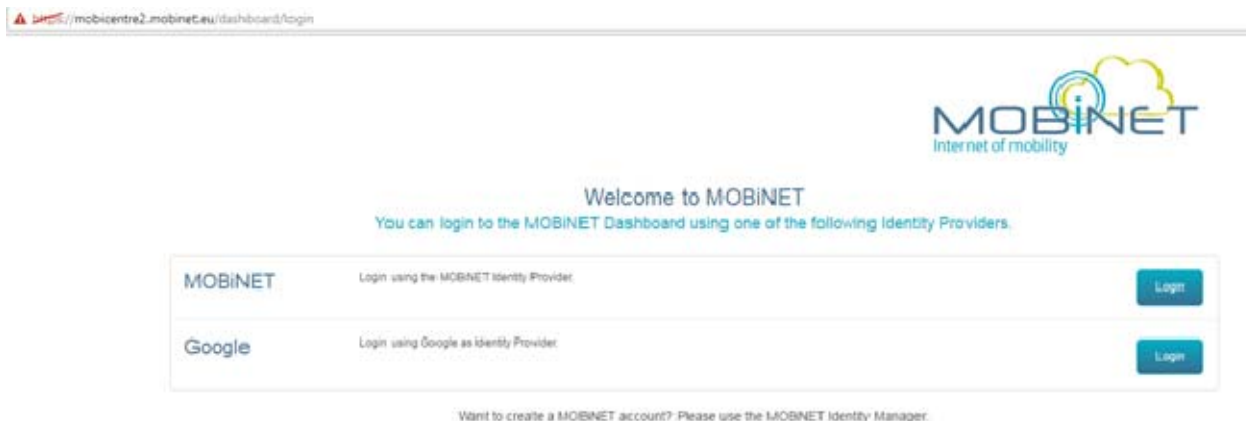 https://mobicentre2.mobinet.eu/dashboard/login
MOBiNET
Internet of mobility
Welcome to MOBiNET
You can login to the MOBiNET Dashboard using one of the following Identity Providers.
MOBiNET Login using the MOBiNET Identity Provider. Login
Google Login using Google as Identity Provider. Login
Want to create a MOBiNET account? Please use the MOBiNET Identity Manager.